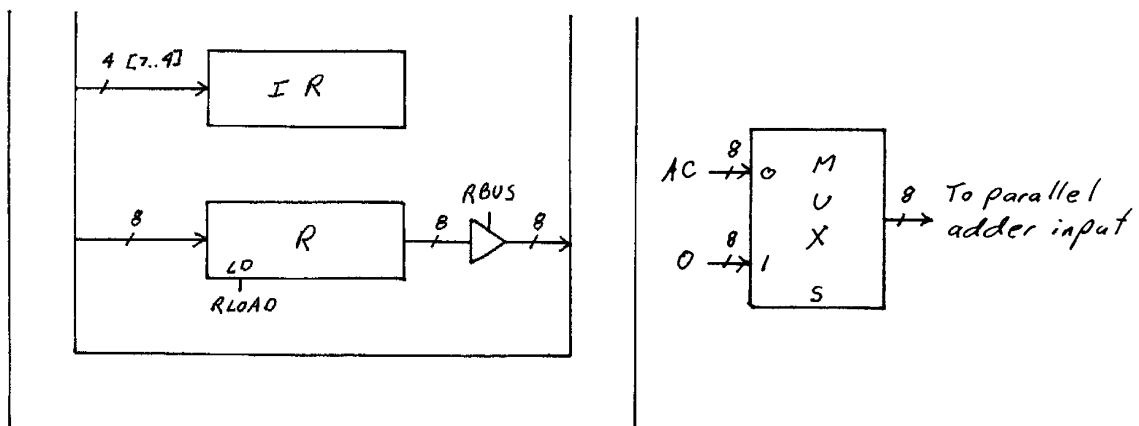 4 [7..4]
I R
8
R
LD
RLOAD
8
RBUS
8
AC
8
0
M
U
X
8
To parallel
adder input
0
8
1
S